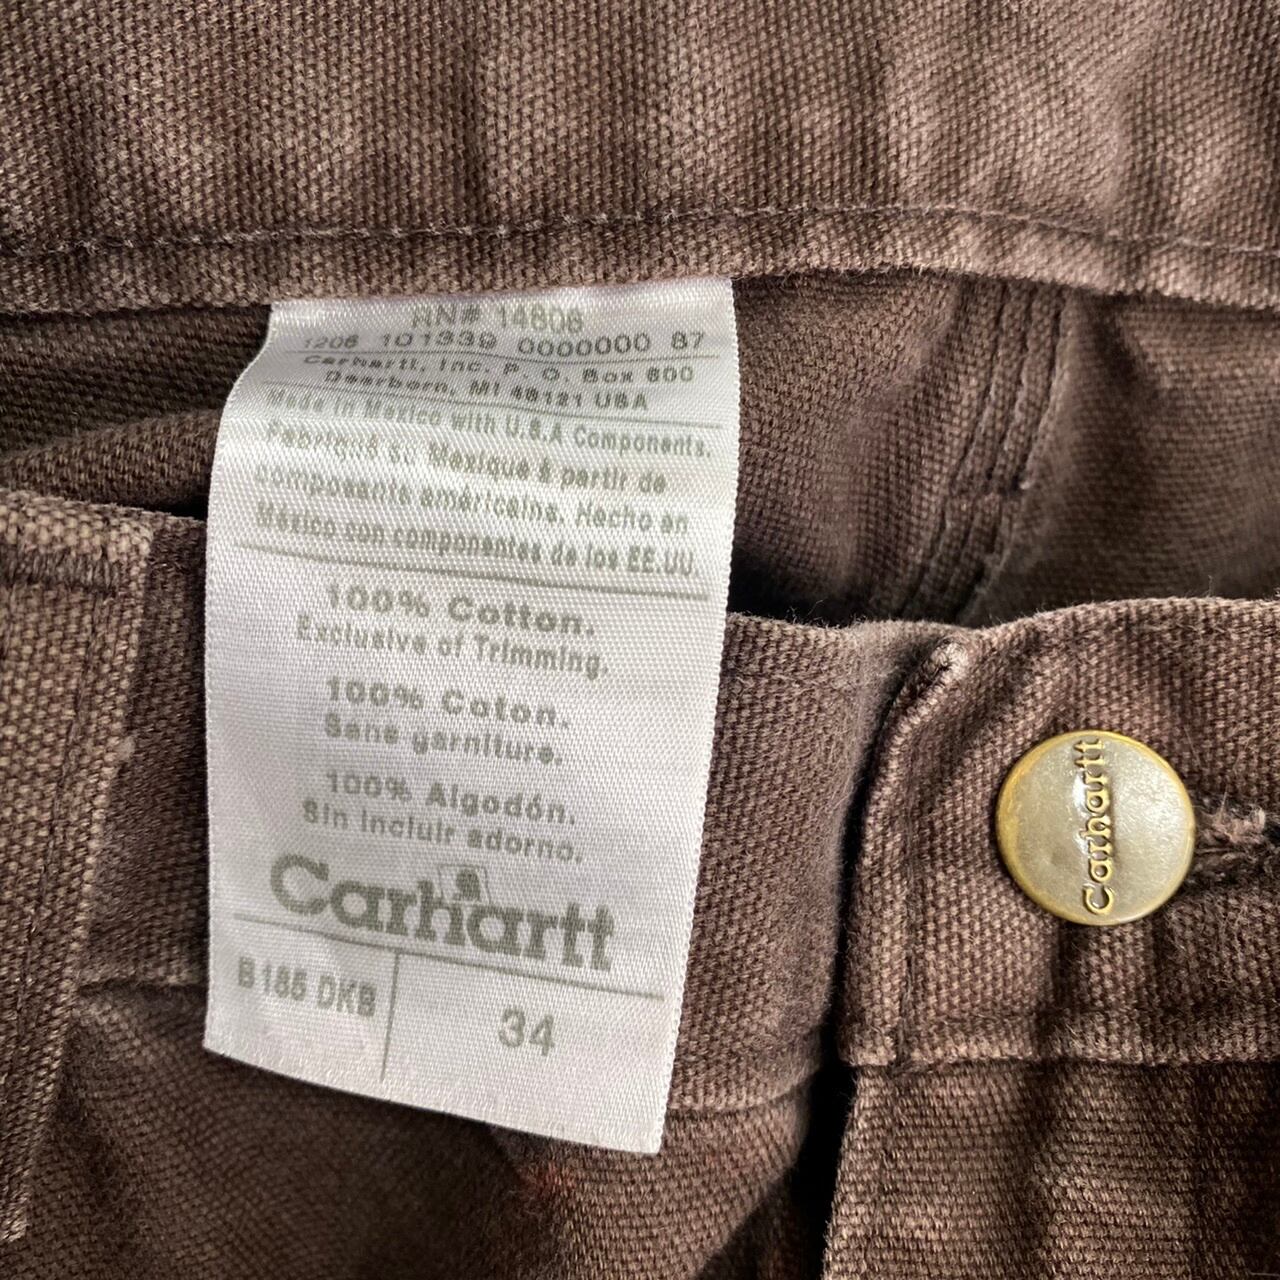 RN# 14806
1206 101339 0000000 87
Carhartt, Inc. P. O. Box 600
Dearborn, MI 48121 USA
Made in Mexico with U.S.A Components.
Fabriqué su Mexique à partir de
composants américains. Hecho en
México con componentes de los EE.UU.
100% Cotton.
Exclusive of Trimming.
100% Coton.
Sans garniture.
100% Algodón.
Sin incluir adorno.
Carhartt
DKB
34
Carhartt